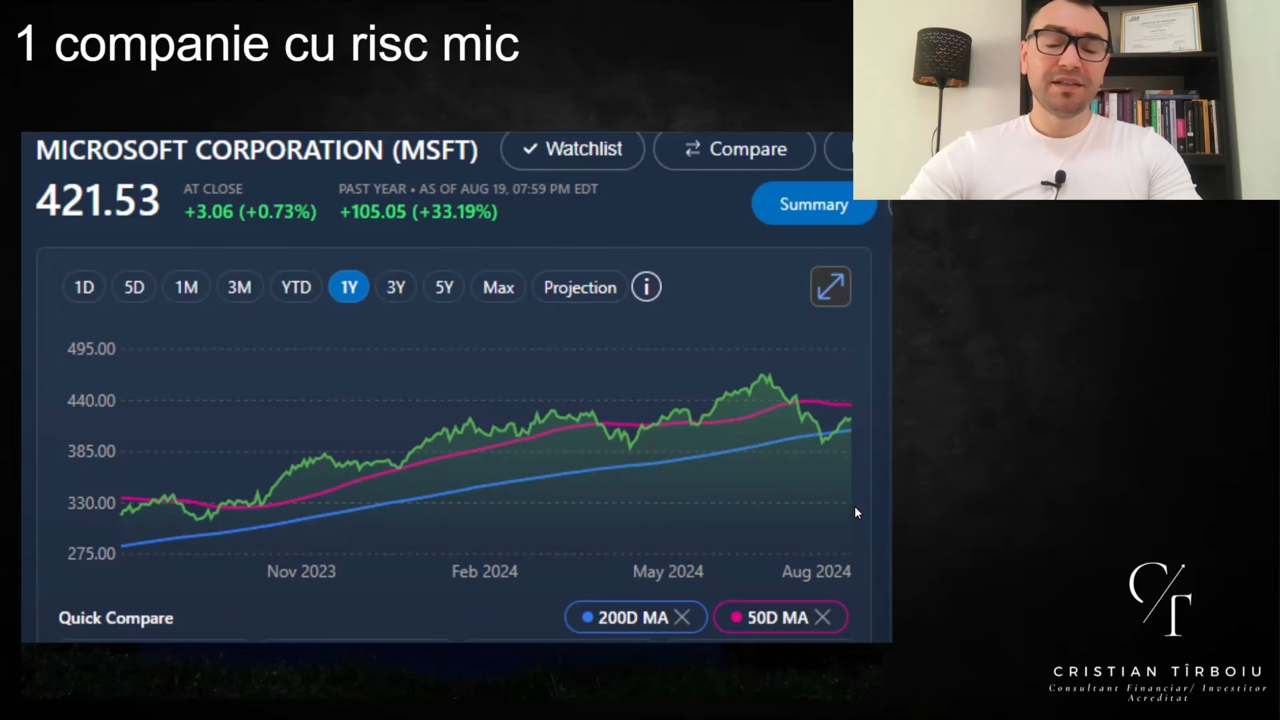 1 companie cu risc mic
MICROSOFT CORPORATION (MSFT)
Watchlist
Compare
421.53
AT CLOSE
+3.06 (+0.73%)
PAST YEAR • AS OF AUG 19, 07:59 PM EDT
+105.05 (+33.19%)
Summary
1D 5D 1M 3M YTD 1Y 3Y 5Y Max Projection i
495.00
440.00
385.00
330.00
275.00
Nov 2023 Feb 2024 May 2024 Aug 2024
Quick Compare
200D MA
50D MA
CT
CRISTIAN TÎRBOIU
Consultant Financiar/ Investitor
Acreditat